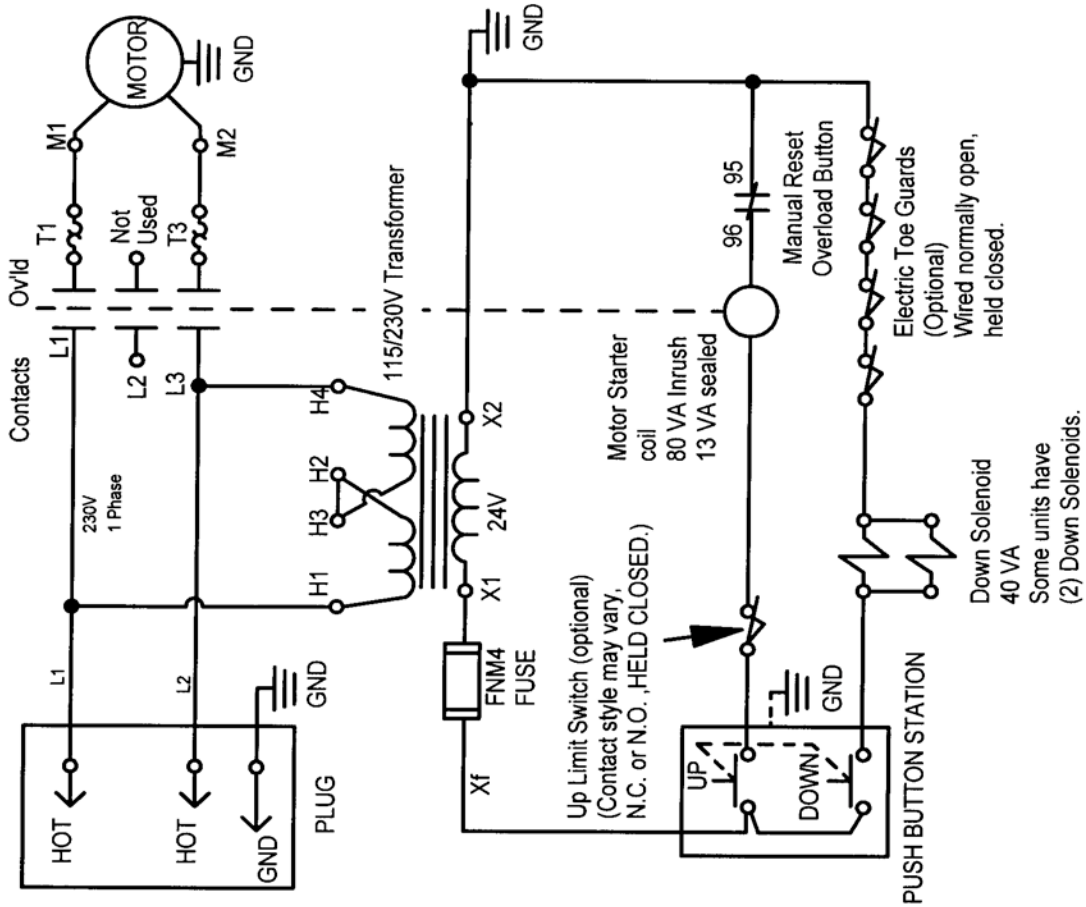 Contacts
Ov'ld
L1
T1
M1
MOTOR
GND
L2
Not
Used
L3
T3
M2
230V
1 Phase
L1
L2
HOT
HOT
GND
GND
PLUG
H1
H3
H2
H4
115/230V Transformer
X1
24V
X2
GND
FNM4
FUSE
Xf
Up Limit Switch (optional)
(Contact style may vary,
N.C. or N.O. ,HELD CLOSED.)
Motor Starter
coil
80 VA Inrush
13 VA sealed
96
95
Manual Reset
Overload Button
UP
DOWN
GND
PUSH BUTTON STATION
Down Solenoid
40 VA
Some units have
(2) Down Solenoids.
Electric Toe Guards
(Optional)
Wired normally open,
held closed.